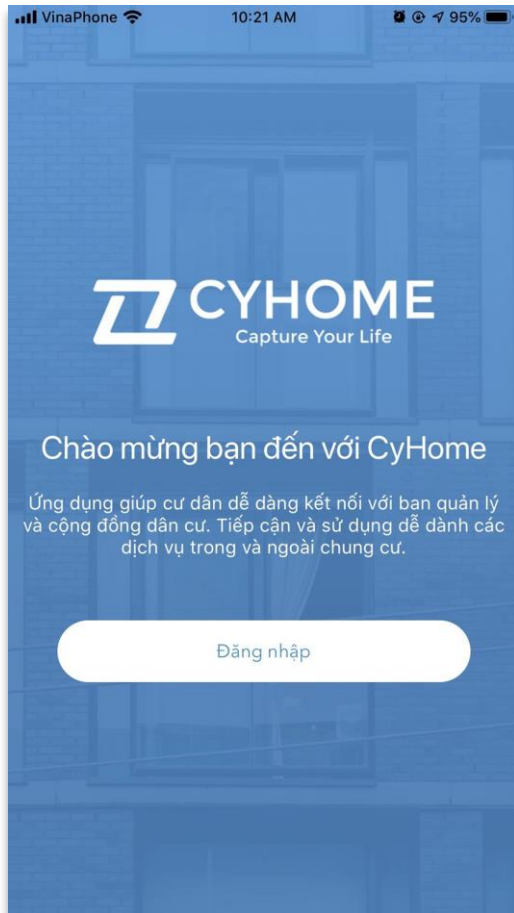 VinaPhone 10:21 AM 95%
CYHOME
Capture Your Life
Chào mừng bạn đến với CyHome
Ứng dụng giúp cư dân dễ dàng kết nối với ban quản lý
và cộng đồng dân cư. Tiếp cận và sử dụng dễ dành các
dịch vụ trong và ngoài chung cư.
Đăng nhập